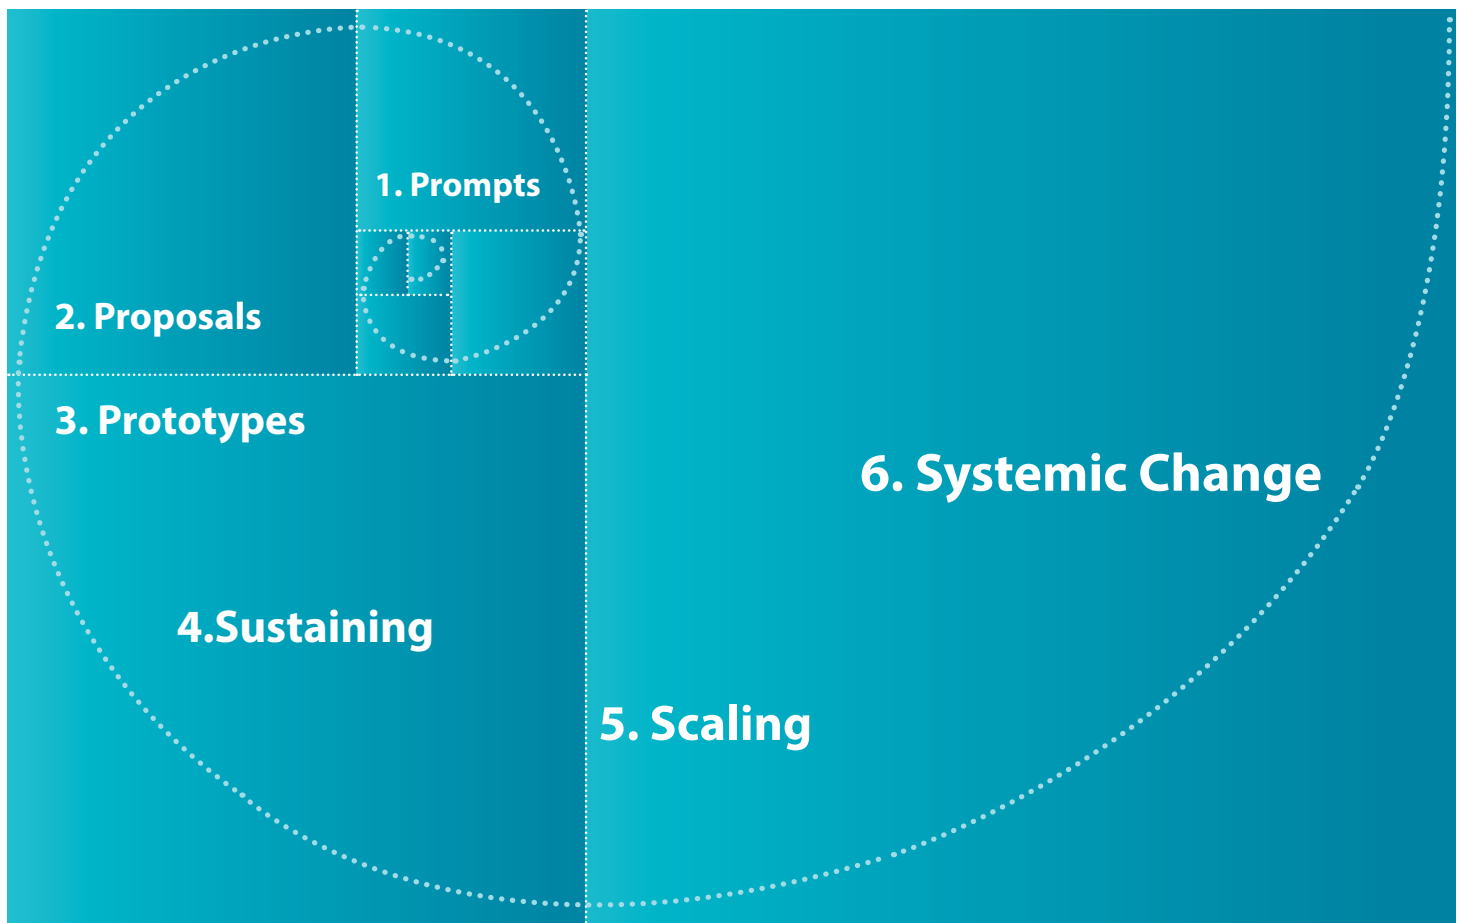 1. Prompts
2. Proposals
3. Prototypes
4.Sustaining
5. Scaling
6. Systemic Change